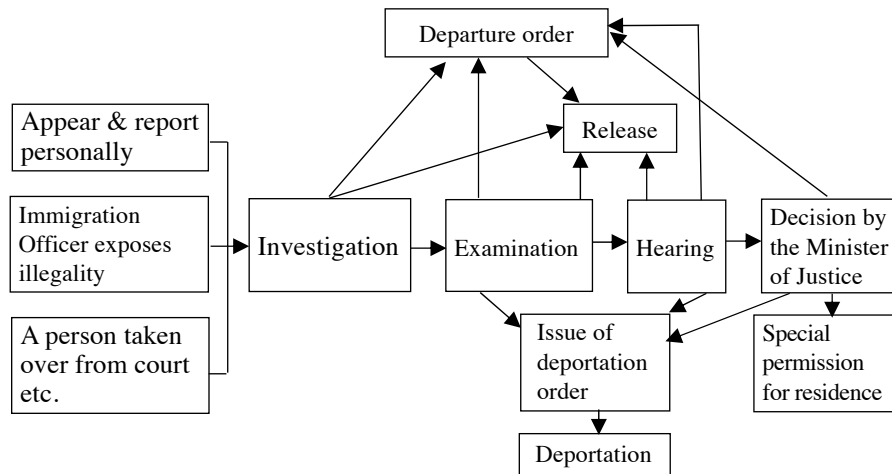 Departure order
Appear & report
personally
Release
Immigration
Officer exposes
illegality
Investigation
Examination
Hearing
Decision by
the Minister
of Justice
A person taken
over from court
etc.
Issue of
deportation
order
Special
permission
for residence
Deportation